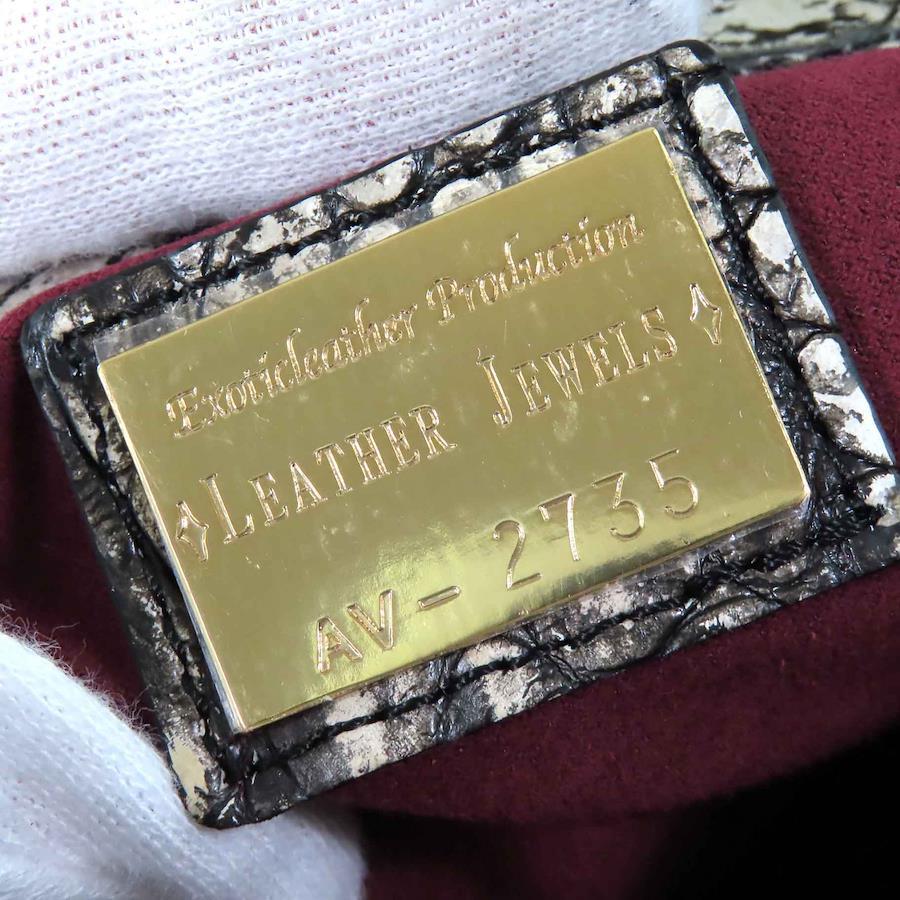 Exoticleather Production
LEATHER JEWELS
AV-2735